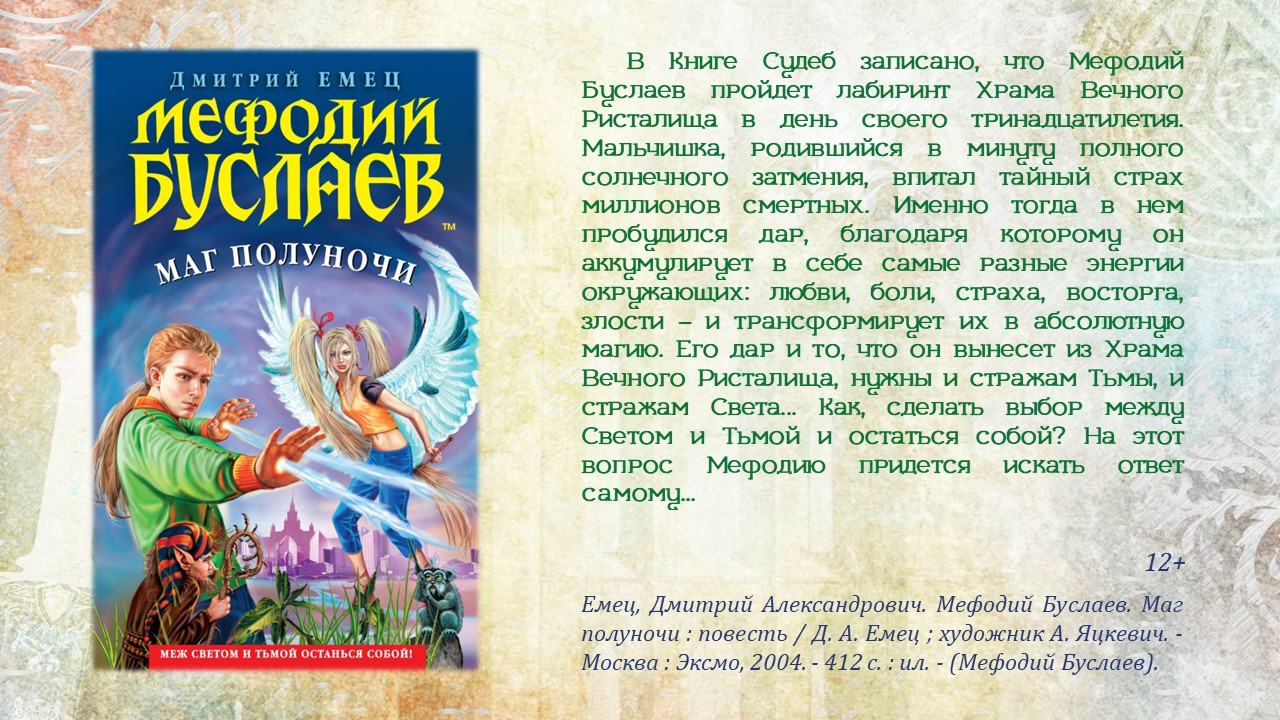 ДМИТРИЙ ЕМЕЦ
МЕФОДИЙ
БУСЛАЕВ
™
МАГ ПОЛУНОЧИ
МЕЖ СВЕТОМ И ТЬМОЙ ОСТАНЬСЯ СОБОЙ!
В Книге Судеб записано, что Мефодий
Буслаев пройдет лабиринт Храма Вечного
Ристалища в день своего тринадцатилетия.
Мальчишка, родившийся в минуту полного
солнечного затмения, впитал тайный страх
миллионов смертных. Именно тогда в нем
пробудился дар, благодаря которому он
аккумулирует в себе самые разные энергии
окружающих: любви, боли, страха, восторга,
злости – и трансформирует их в абсолютную
магию. Его дар и то, что он вынесет из Храма
Вечного Ристалища, нужны и стражам Тьмы, и
стражам Света... Как, сделать выбор между
Светом и Тьмой и остаться собой? На этот
вопрос Мефодию придется искать ответ
самому...
12+
Емец, Дмитрий Александрович. Мефодий Буслаев. Маг
полуночи : повесть / Д. А. Емец ; художник А. Яцкевич. -
Москва : Эксмо, 2004. - 412 с. : ил. - (Мефодий Буслаев).